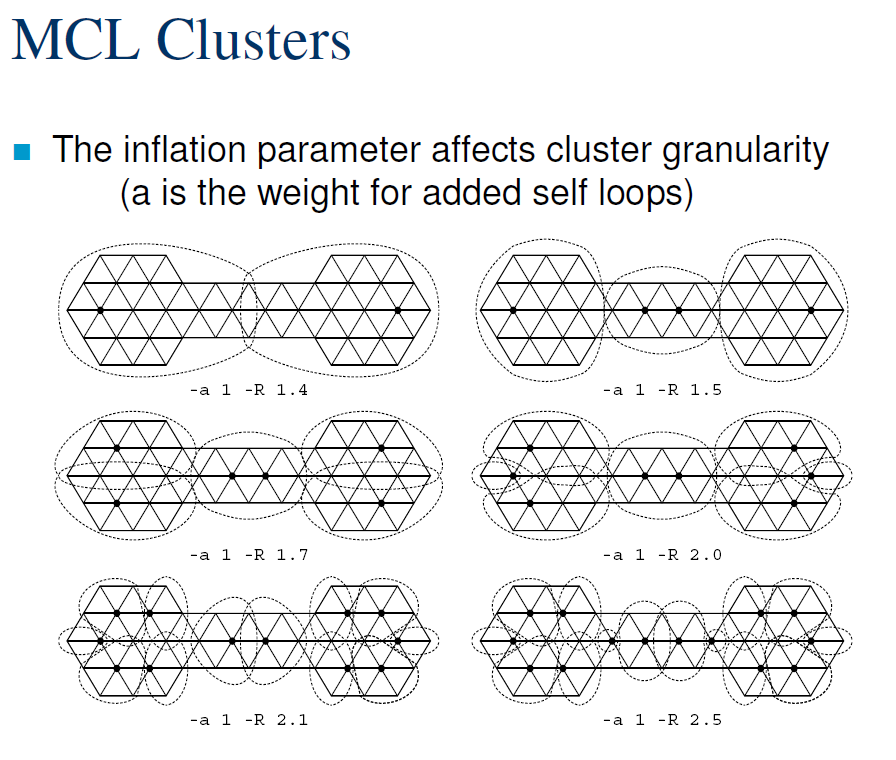 MCL Clusters
The inflation parameter affects cluster granularity
(a is the weight for added self loops)
-a 1 -R 1.4
-a 1 -R 1.5
-a 1 -R 1.7
-a 1 -R 2.0
-a 1 -R 2.1
-a 1 -R 2.5